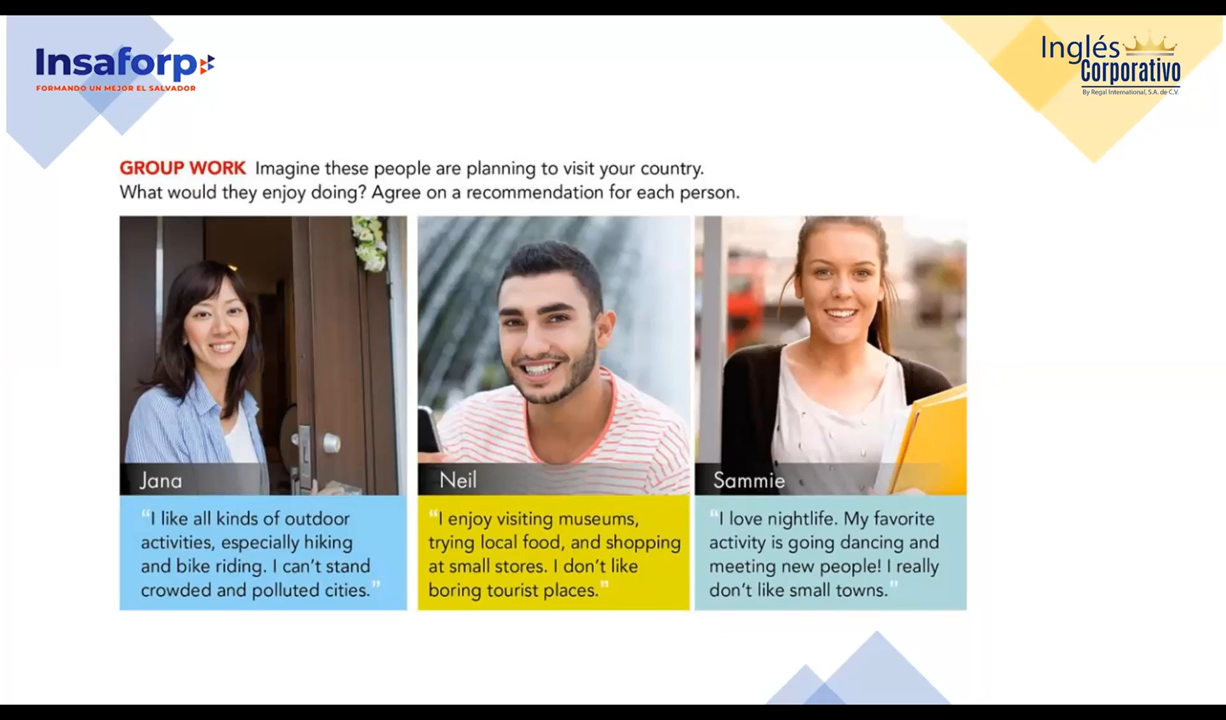 Insaforp
FORMANDO UN MEJOR EL SALVADOR
Inglés
Corporativo
By Regal International, S.A. de C.V.
GROUP WORK Imagine these people are planning to visit your country.
What would they enjoy doing? Agree on a recommendation for each person.
Jana
“I like all kinds of outdoor
activities, especially hiking
and bike riding. I can't stand
crowded and polluted cities.”
Neil
“I enjoy visiting museums,
trying local food, and shopping
at small stores. I don't like
boring tourist places.”
Sammie
“I love nightlife. My favorite
activity is going dancing and
meeting new people! I really
don't like small towns.”